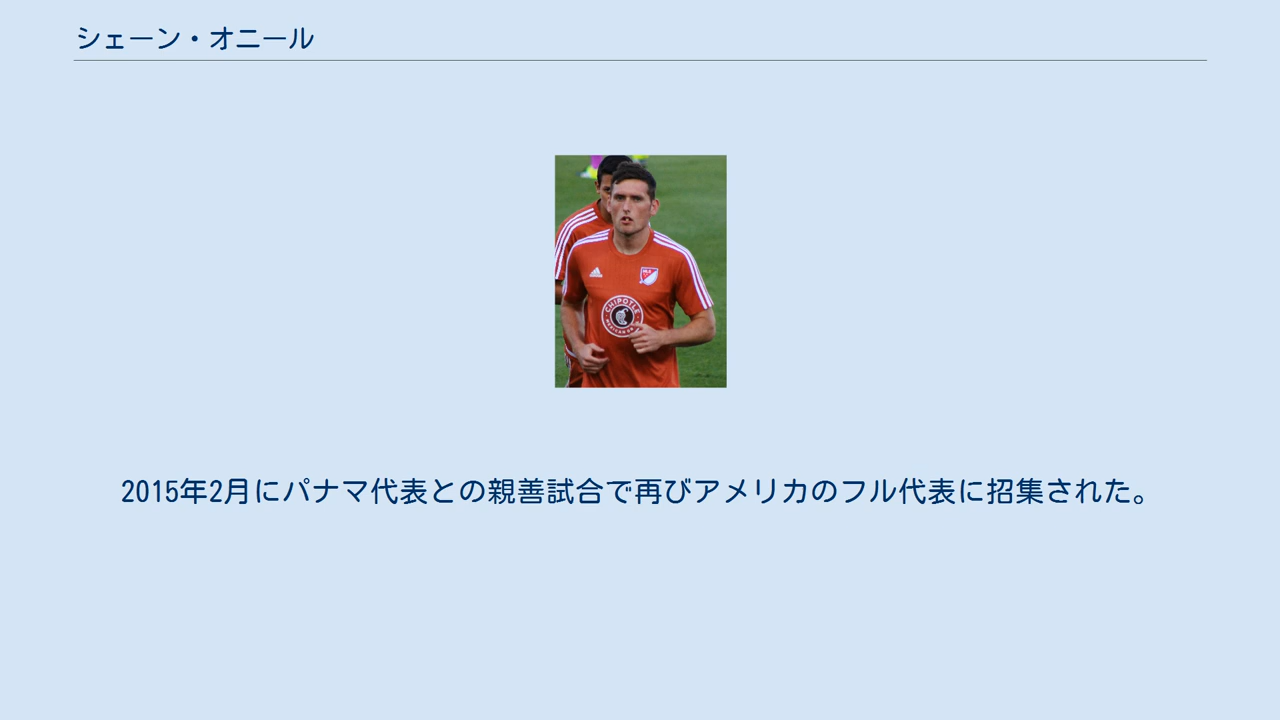 シェーン・オニール
CHIPOTLE
2015年2月にパナマ代表との親善試合で再びアメリカのフル代表に招集された。